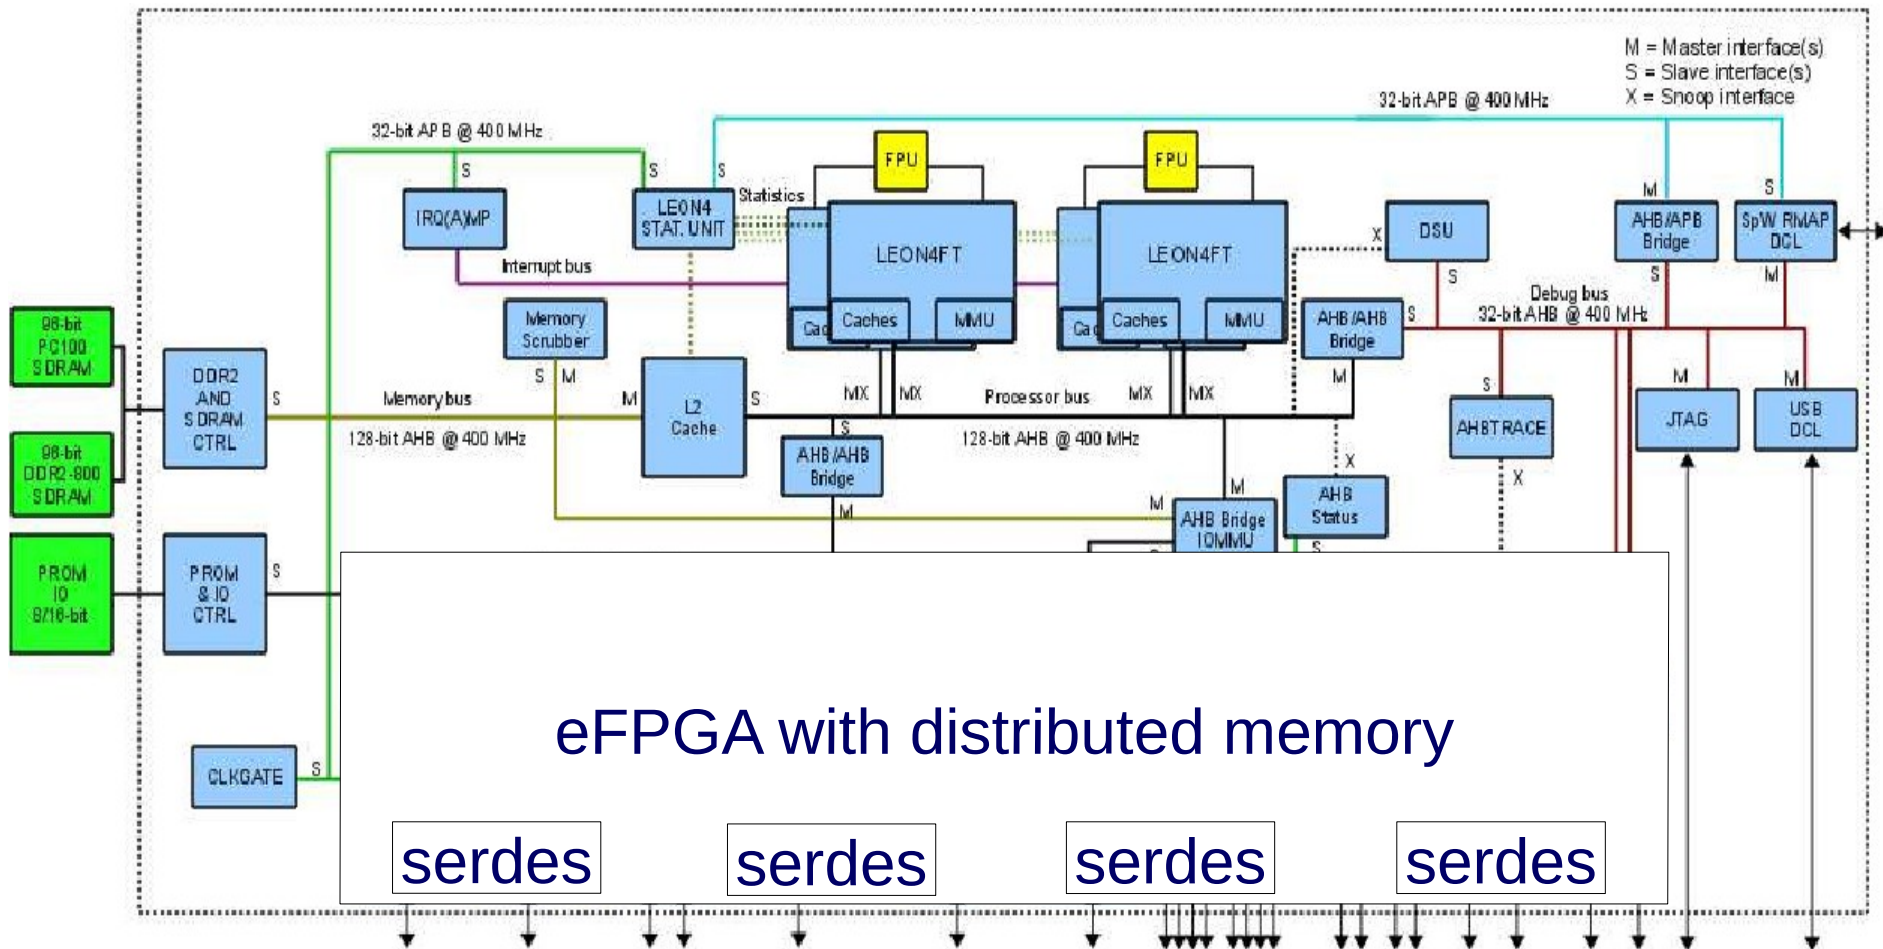 M = Master interface(s)
S = Slave interface(s)
X = Snoop interface
32-bit APB @ 400 MHz
32-bit APB @ 400 MHz
FPU
FPU
S
S
S
M
S
IRQ(A)MP
LEON4
STAT. UNIT
Statistics
LEON4FT
LEON4FT
X
DSU
AHB/APB
Bridge
SpW RMAP
DCL
Interrupt bus
S
S
M
Debug bus
32-bit AHB @ 400 MHz
96-bit
PC100
SDRAM
Memory
Scrubber
Caches
MMU
Caches
MMU
AHB/AHB
Bridge
S
DDR2
AND
SDRAM
CTRL
S
S
M
M
S
MX
MX
MX
MX
M
S
M
M
Memory bus
128-bit AHB @ 400 MHz
L2
Cache
Processor bus
128-bit AHB @ 400 MHz
AHBTRACE
JTAG
USB
DCL
96-bit
DDR2-800
SDRAM
S
AHB/AHB
Bridge
M
M
M
X
X
AHB Bridge
IOMMU
AHB
Status
S
PROM
IO
8/16-bit
PROM
& IO
CTRL
S
eFPGA with distributed memory
CLKGATE
S
serdes
serdes
serdes
serdes